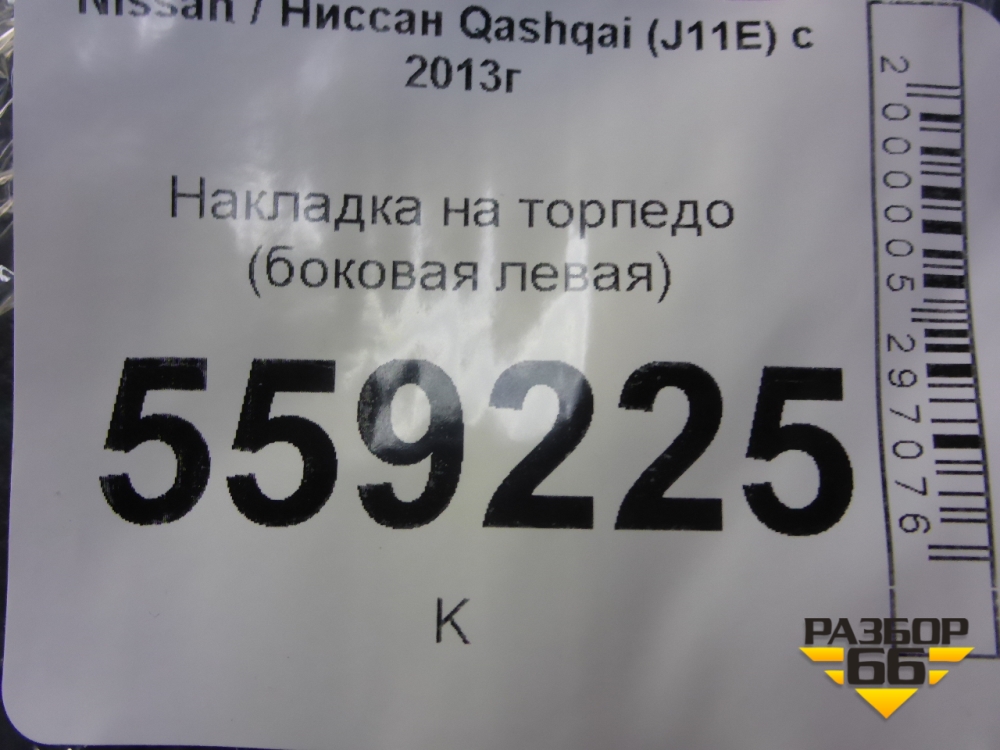 Nissan / Ниссан Qashqai (J11E) с
2013г
Накладка на торпедо
(боковая левая)
559225
К
2000005297076
РАЗБОР
66